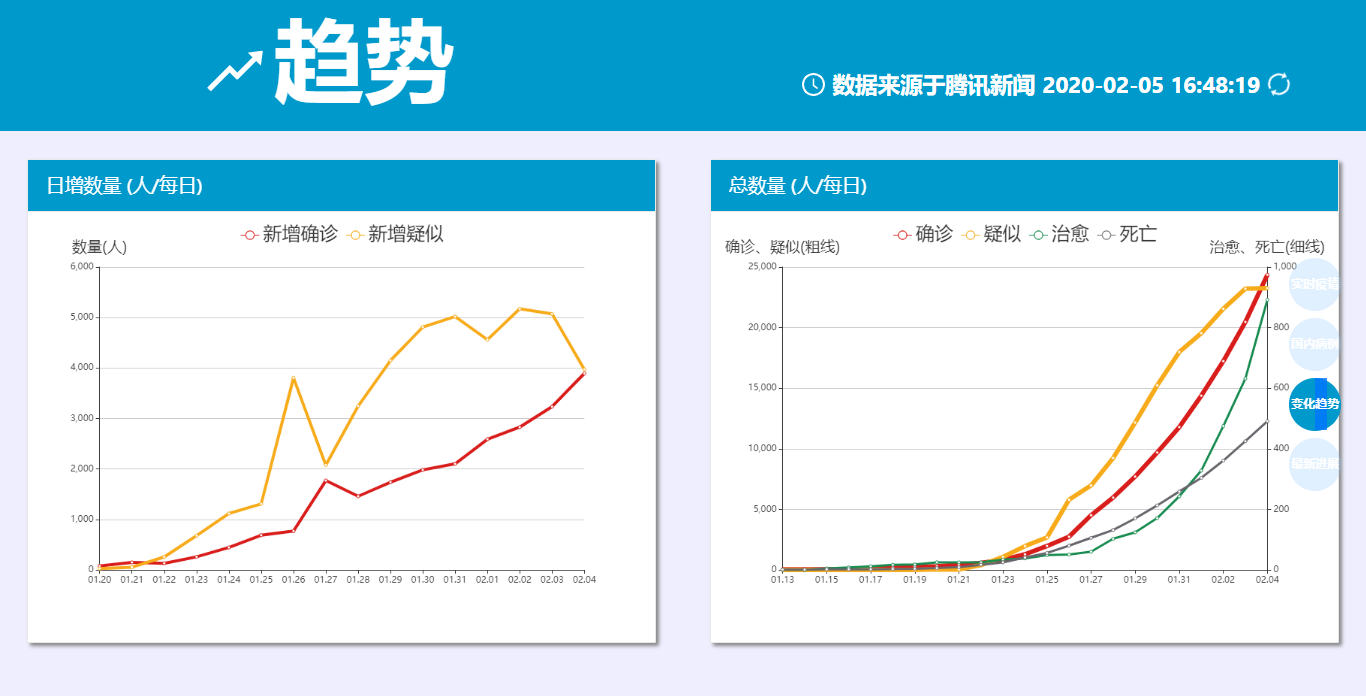 趋势
数据来源于腾讯新闻 2020-02-05 16:48:19
日增数量 (人/每日)
新增确诊 新增疑似
数量(人)
6,000
5,000
4,000
3,000
2,000
1,000
0
01.20 01.21 01.22 01.23 01.24 01.25 01.26 01.27 01.28 01.29 01.30 01.31 02.01 02.02 02.03 02.04
总数量 (人/每日)
确诊 疑似 治愈 死亡
确诊、疑似(粗线) 治愈、死亡(细线)
25,000 1,000
20,000 800
15,000 600
10,000 400
5,000 200
0 0
01.13 01.15 01.17 01.19 01.21 01.23 01.25 01.27 01.29 01.31 02.02 02.04
实时疫情
国内病例
变化趋势
最新进展